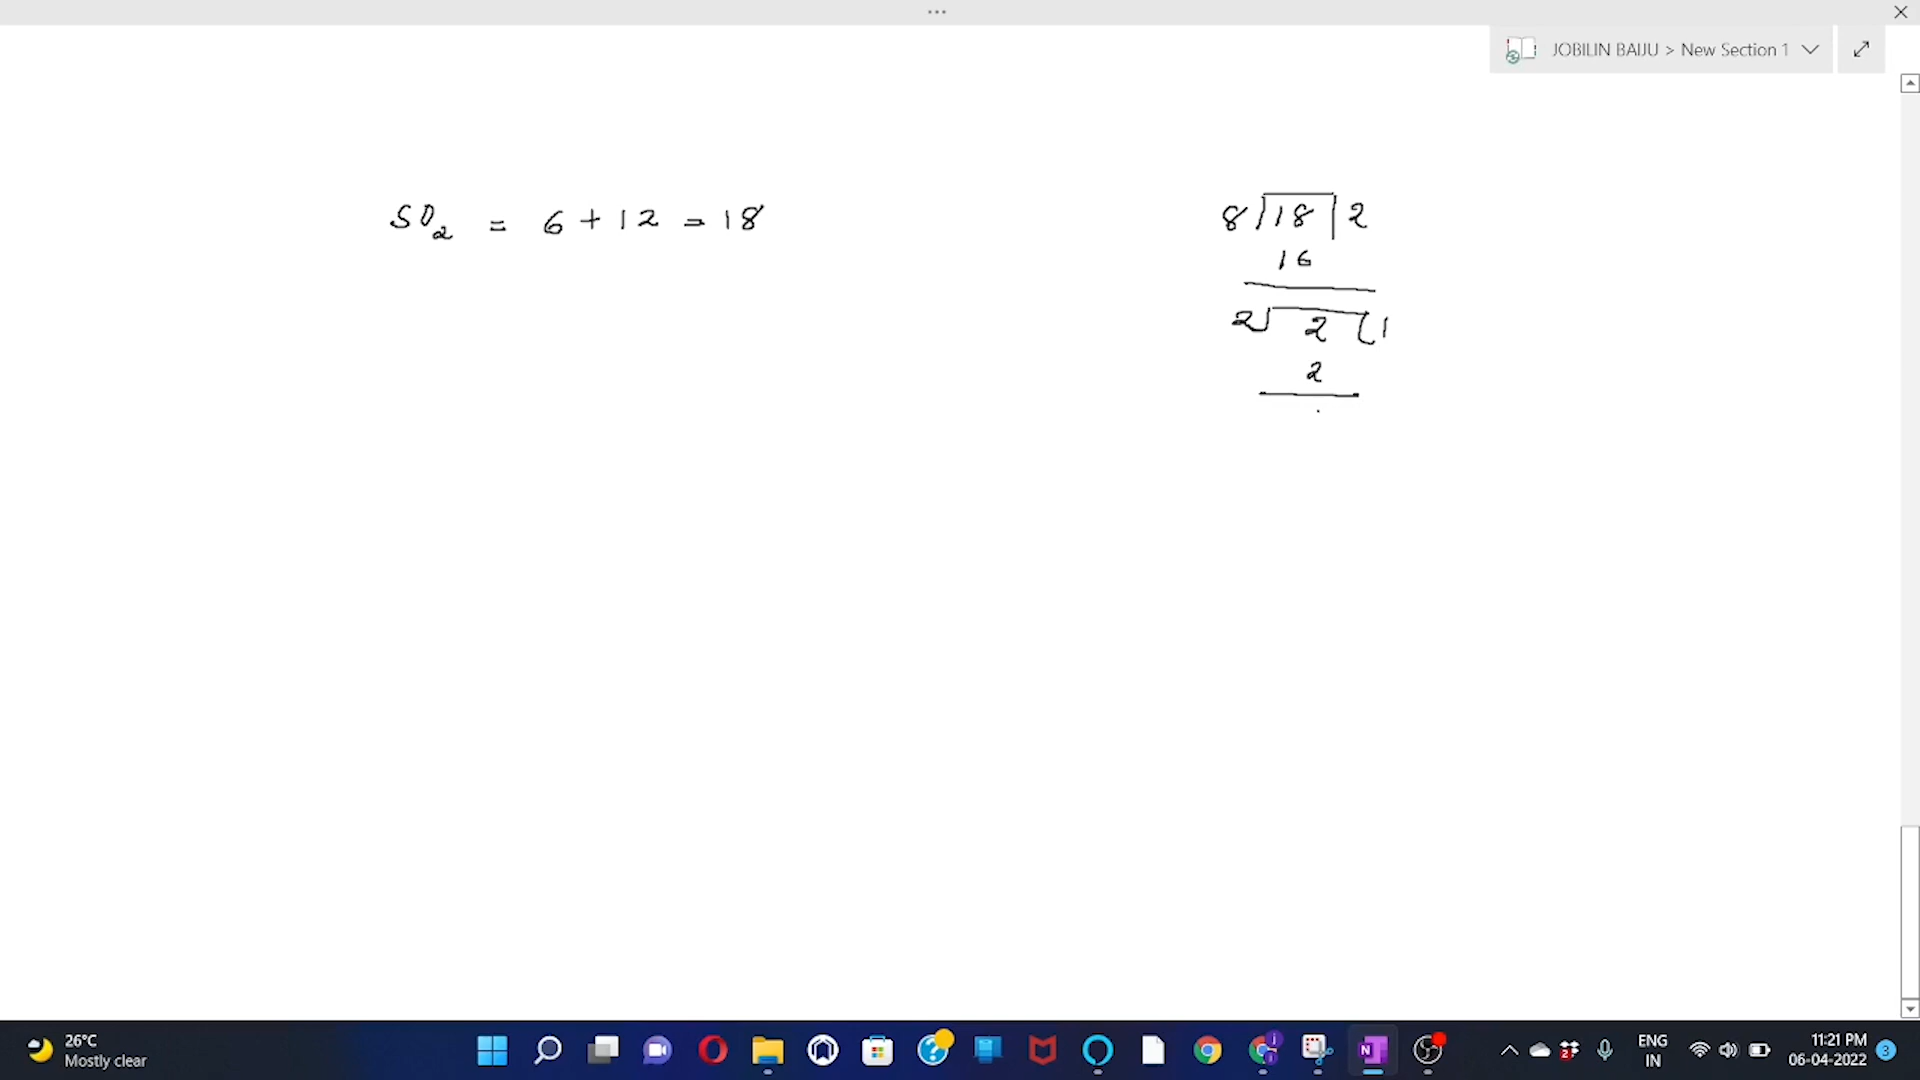 ...
JOBILIN BAIJU > New Section 1
SO₂ = 6 + 12 = 18
8 18 2
16
2 2 1
2
26°C
Mostly clear
ENG
IN
11:21 PM
06-04-2022
3